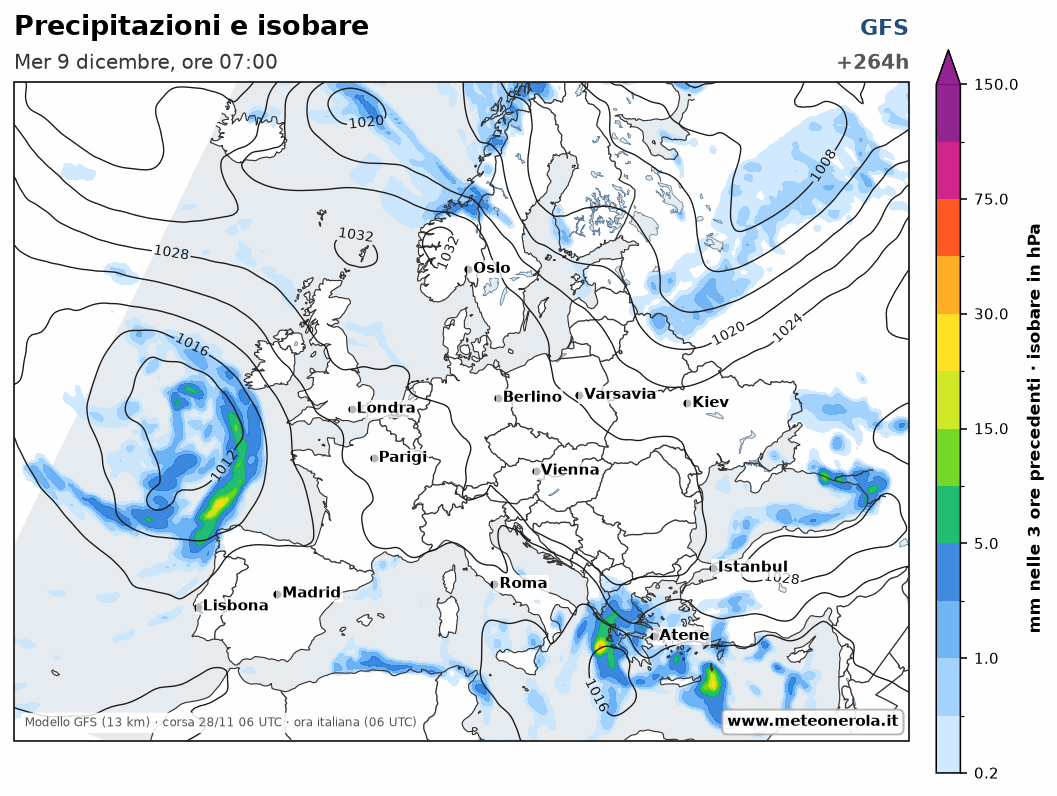 Precipitazioni e isobare
GFS
Mer 9 dicembre, ore 07:00
+264h
150.0
75.0
30.0
15.0
5.0
1.0
0.2
mm nelle 3 ore precedenti · isobare in hPa
1020
1008
1032
1032
1028
Oslo
1016
1020
1024
Londra
Berlino
Varsavia
Kiev
Parigi
1012
Vienna
Istanbul
1028
Roma
Madrid
Lisbona
Atene
1016
Modello GFS (13 km) · corsa 28/11 06 UTC · ora italiana (06 UTC)
www.meteonerola.it